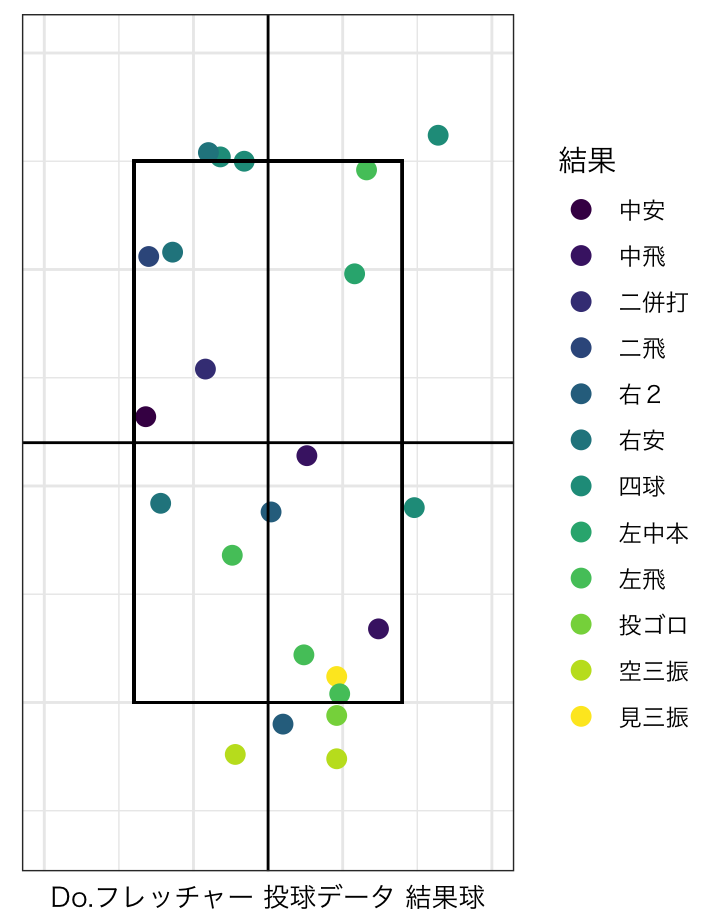 結果
中安
中飛
二併打
二飛
右２
右安
四球
左中本
左飛
投ゴロ
空三振
見三振
Do.フレッチャー 投球データ 結果球